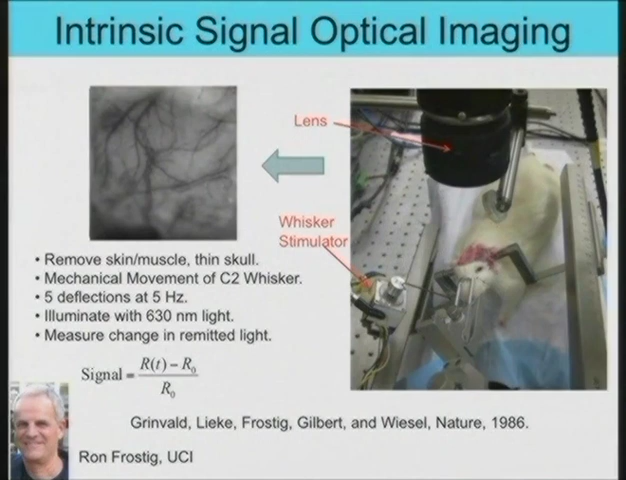 Intrinsic Signal Optical Imaging
Lens
Whisker
Stimulator
• Remove skin/muscle, thin skull.
• Mechanical Movement of C2 Whisker.
• 5 deflections at 5 Hz.
• Illuminate with 630 nm light.
• Measure change in remitted light.
Signal = R(t) − R₀ / R₀
Grinvald, Lieke, Frostig, Gilbert, and Wiesel, Nature, 1986.
Ron Frostig, UCI